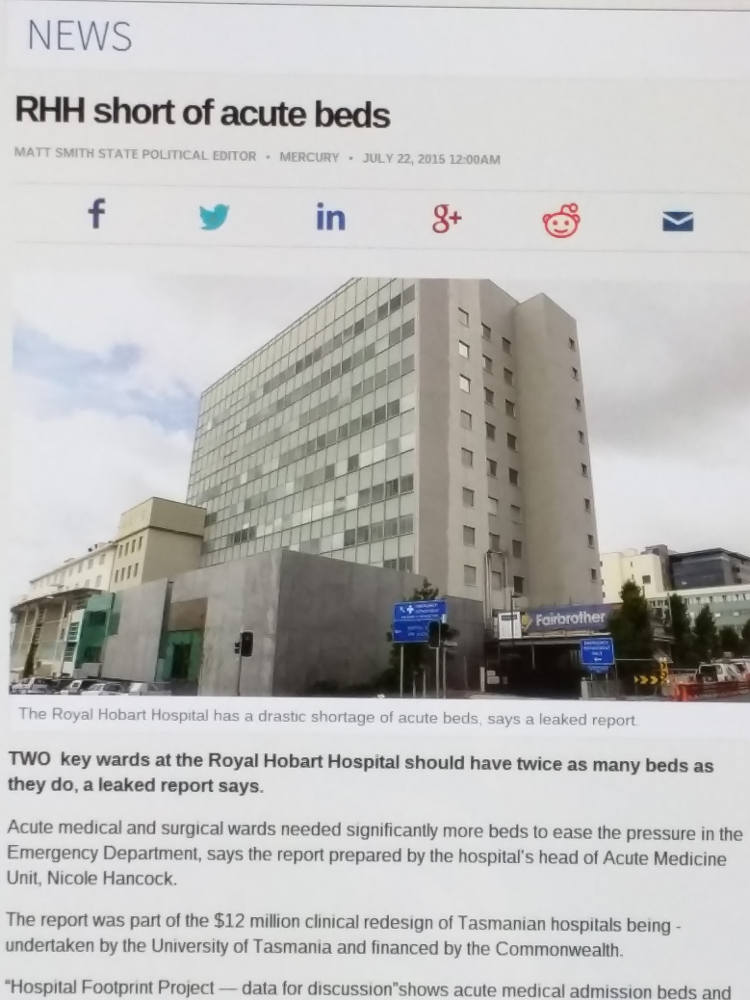 NEWS
RHH short of acute beds
MATT SMITH STATE POLITICAL EDITOR • MERCURY • JULY 22, 2015 12:00AM
f
in
g+
EMERGENCY
DEPARTMENT
Fairbrother
EMERGENCY
DEPARTMENT
ONLY
The Royal Hobart Hospital has a drastic shortage of acute beds, says a leaked report.
TWO key wards at the Royal Hobart Hospital should have twice as many beds as
they do, a leaked report says.
Acute medical and surgical wards needed significantly more beds to ease the pressure in the
Emergency Department, says the report prepared by the hospital's head of Acute Medicine
Unit, Nicole Hancock.
The report was part of the $12 million clinical redesign of Tasmanian hospitals being -
undertaken by the University of Tasmania and financed by the Commonwealth.
“Hospital Footprint Project — data for discussion”shows acute medical admission beds and